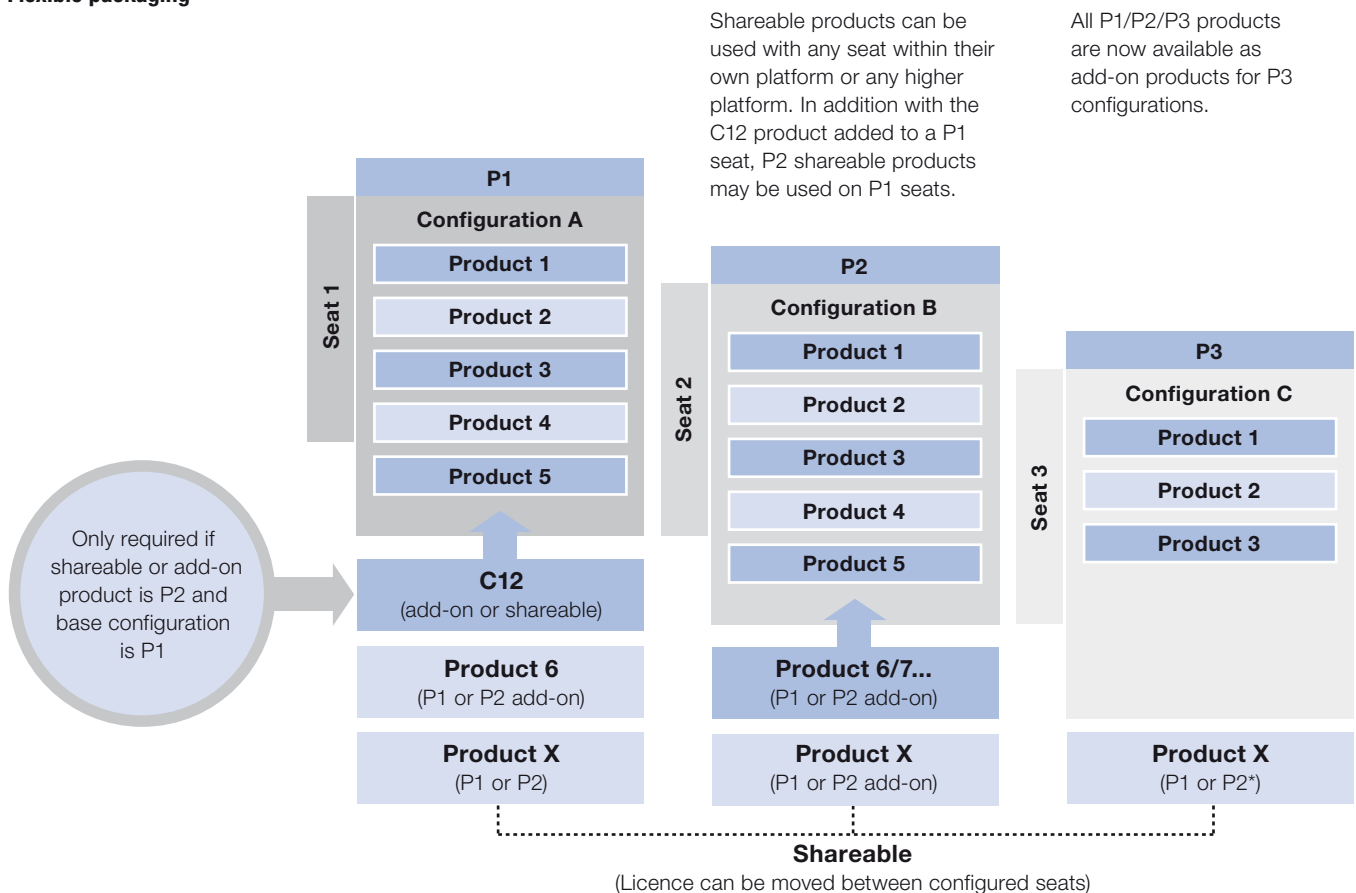 Flexible packaging
Shareable products can be
used with any seat within their
own platform or any higher
platform. In addition with the
C12 product added to a P1
seat, P2 shareable products
may be used on P1 seats.
All P1/P2/P3 products
are now available as
add-on products for P3
configurations.
P1
Configuration A
Seat 1
Product 1
Product 2
Product 3
Product 4
Product 5
P2
Configuration B
Seat 2
Product 1
Product 2
Product 3
Product 4
Product 5
P3
Configuration C
Seat 3
Product 1
Product 2
Product 3
Only required if
shareable or add-on
product is P2 and
base configuration
is P1
C12
(add-on or shareable)
Product 6
(P1 or P2 add-on)
Product X
(P1 or P2)
Product 6/7...
(P1 or P2 add-on)
Product X
(P1 or P2 add-on)
Product X
(P1 or P2*)
Shareable
(Licence can be moved between configured seats)